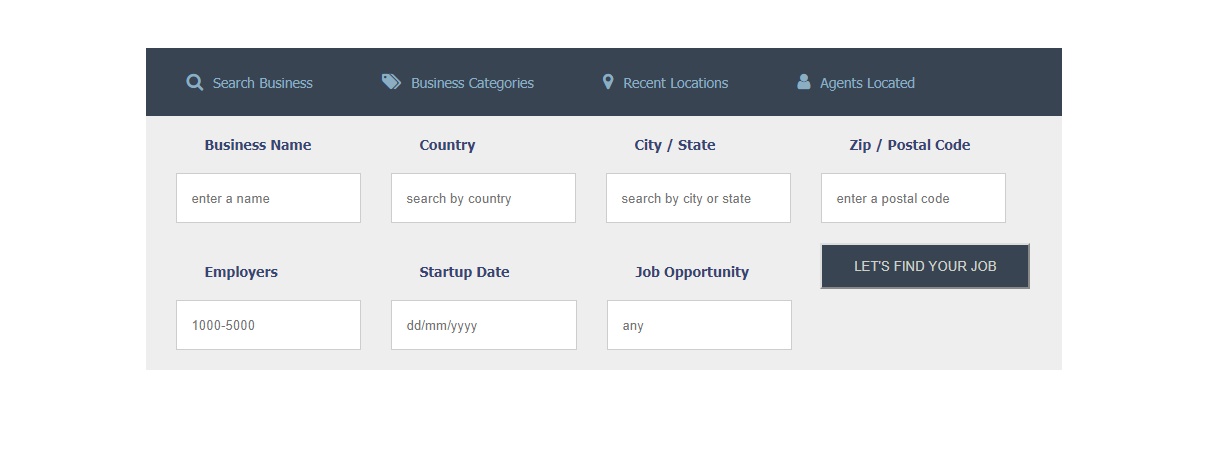 Search Business Business Categories Recent Locations Agents Located
Business Name Country City / State Zip / Postal Code
enter a name search by country search by city or state enter a postal code
LET'S FIND YOUR JOB
Employers Startup Date Job Opportunity
1000-5000 dd/mm/yyyy any